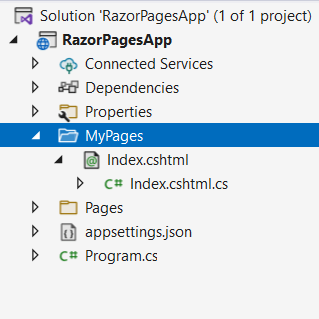 Solution 'RazorPagesApp' (1 of 1 project)
RazorPagesApp
Connected Services
Dependencies
Properties
MyPages
Index.cshtml
C# Index.cshtml.cs
Pages
appsettings.json
C# Program.cs